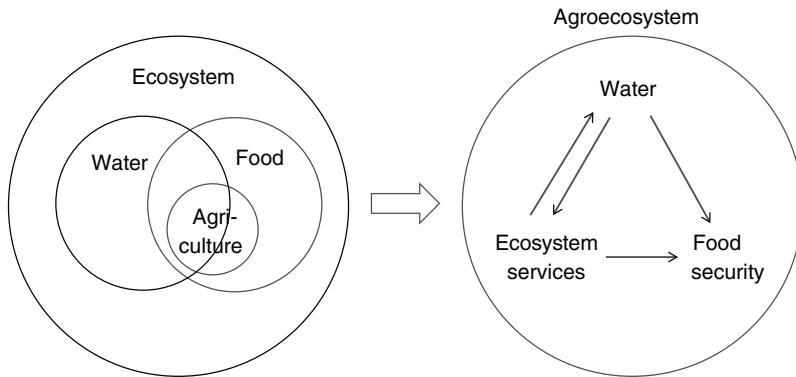 Ecosystem
Water
Food
Agri-
culture
Agroecosystem
Water
Ecosystem
services
Food
security